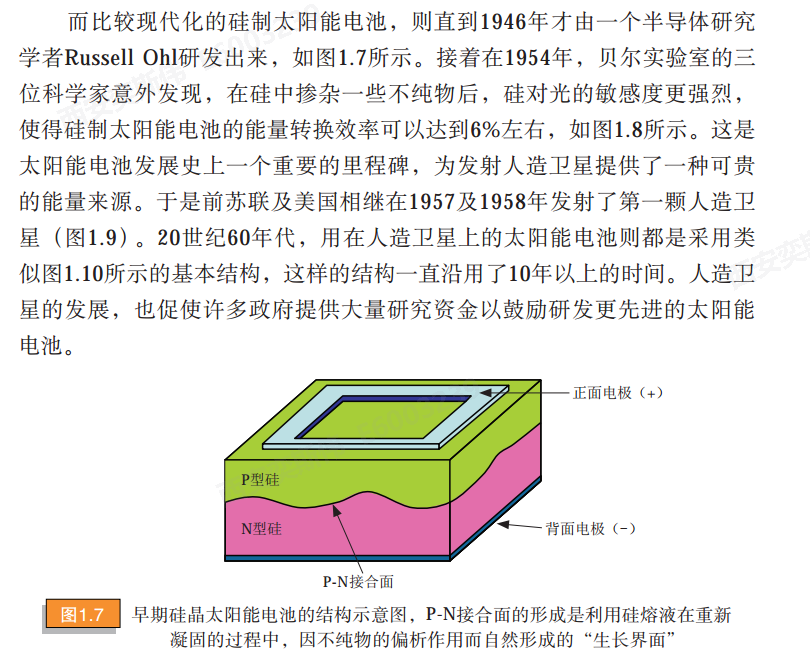 而比较现代化的硅制太阳能电池，则直到1946年才由一个半导体研究
学者Russell Ohl研发出来，如图1.7所示。接着在1954年，贝尔实验室的三
位科学家意外发现，在硅中掺杂一些不纯物后，硅对光的敏感度更强烈，
使得硅制太阳能电池的能量转换效率可以达到6%左右，如图1.8所示。这是
太阳能电池发展史上一个重要的里程碑，为发射人造卫星提供了一种可贵
的能量来源。于是前苏联及美国相继在1957及1958年发射了第一颗人造卫
星（图1.9）。20世纪60年代，用在人造卫星上的太阳能电池则都是采用类
似图1.10所示的基本结构，这样的结构一直沿用了10年以上的时间。人造卫
星的发展，也促使许多政府提供大量研究资金以鼓励研发更先进的太阳能
电池。
正面电极（+）
P型硅
N型硅
背面电极（-）
P-N接合面
图1.7
早期硅晶太阳能电池的结构示意图，P-N接合面的形成是利用硅熔液在重新
凝固的过程中，因不纯物的偏析作用而自然形成的“生长界面”